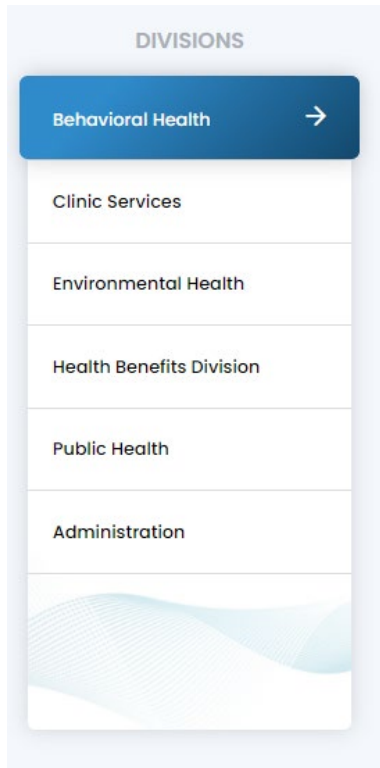 DIVISIONS
Behavioral Health
Clinic Services
Environmental Health
Health Benefits Division
Public Health
Administration